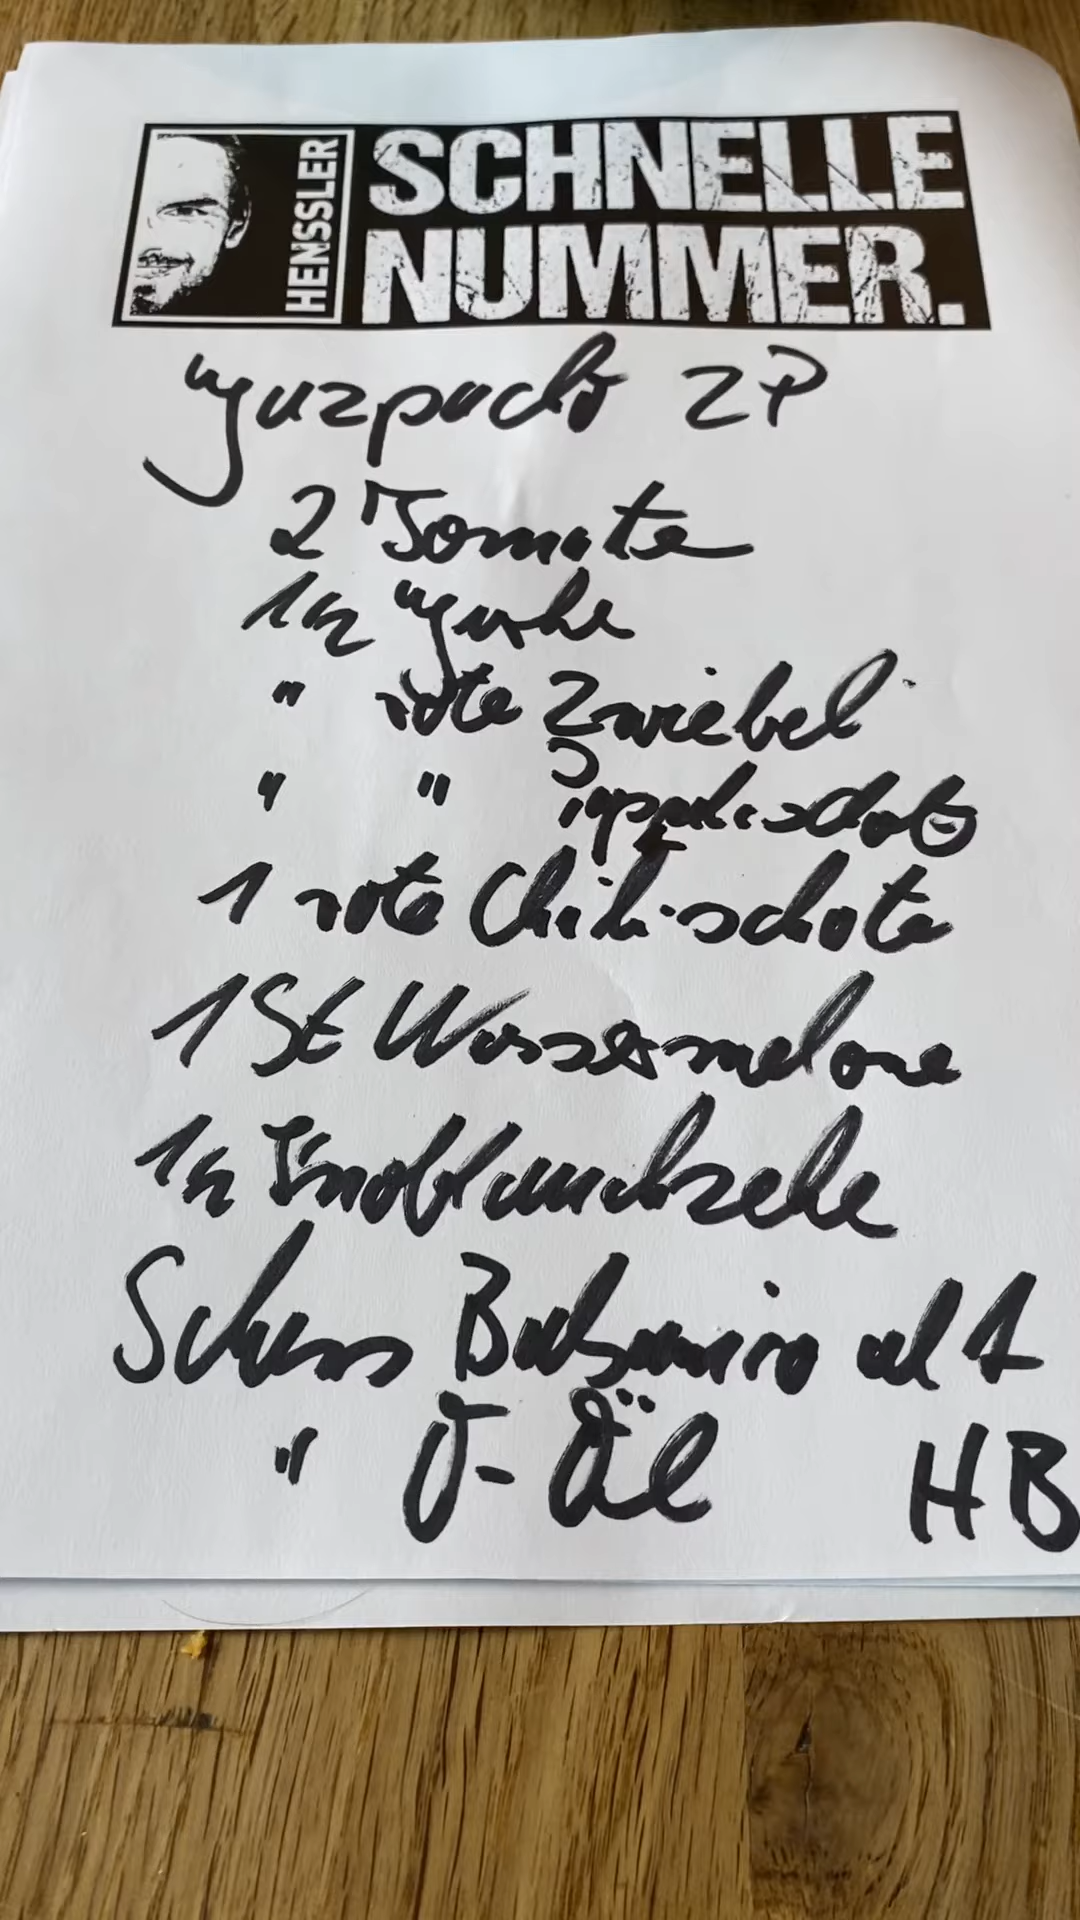 HENSSLER
SCHNELLE
NUMMER.
Gazpacho 2P
2 Tomate
1/2 Gurke
" rote Zwiebel
" " Paprikaschote
1 rote Chilischote
1 St Wassermelone
1/2 Knoblauchzehe
Schuss Balsamico alt
" O-Öl HB